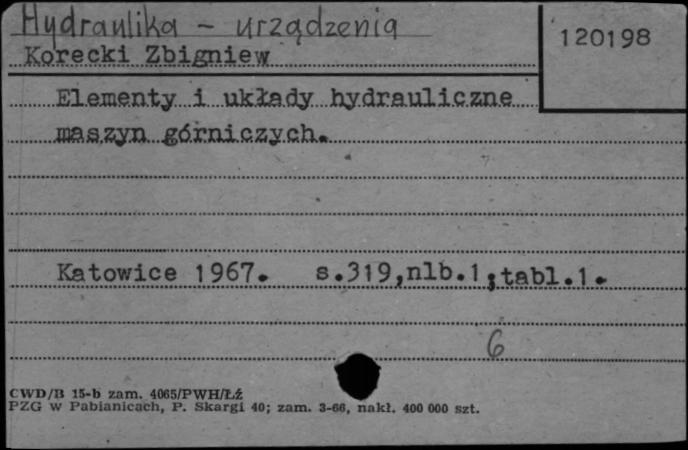 Hydraulika - urządzenia
120198
Korecki Zbigniew
Elementy i układy hydrauliczne
maszyn górniczych.
Katowice 1967. s.319,nlb.1;tabl.1.
6
CWD/B 15-b zam. 4065/PWH/Łź
PZG w Pabianicach, P. Skargi 40; zam. 3-66, nakł. 400 000 szt.